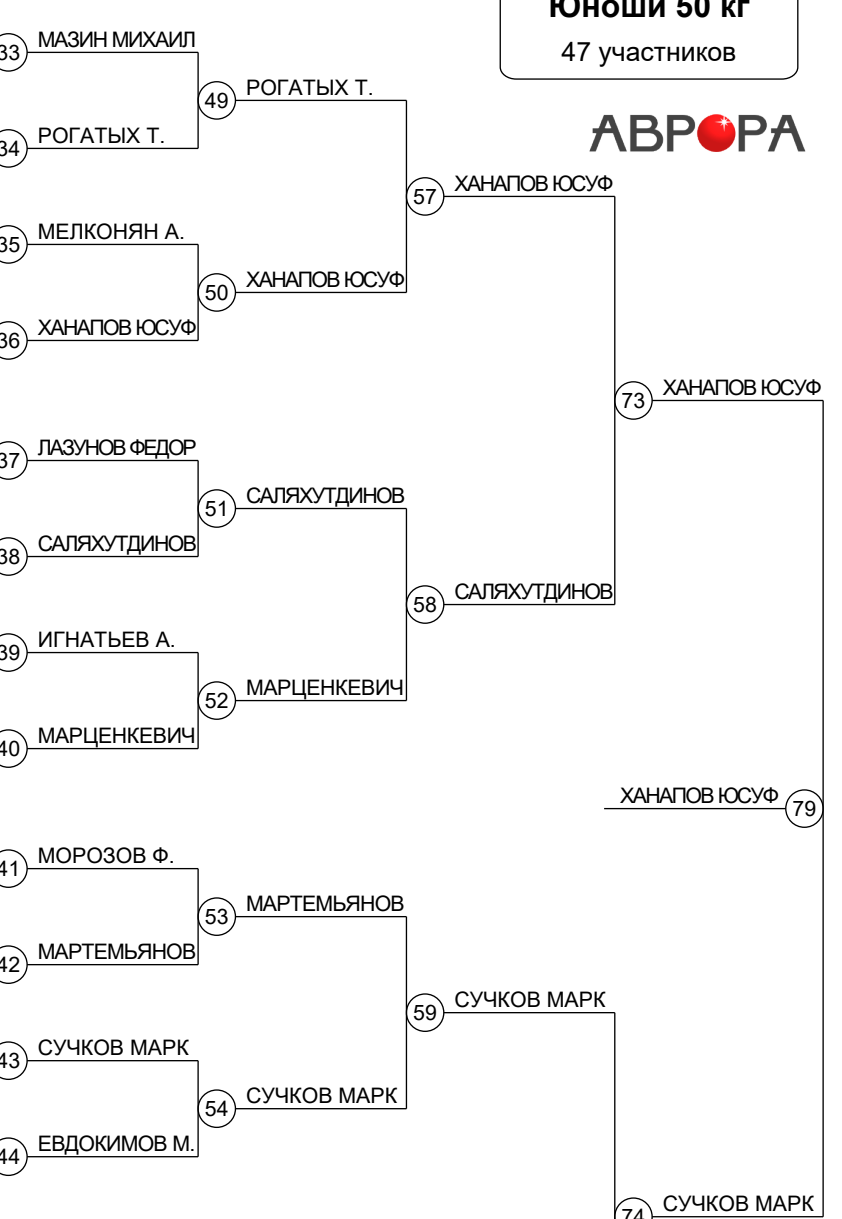 Юноши 50 кг
33 МАЗИН МИХАИЛ
47 участников
49 РОГАТЫХ Т.
34 РОГАТЫХ Т.
АВРОРА
57 ХАНАПОВ ЮСУФ
35 МЕЛКОНЯН А.
50 ХАНАПОВ ЮСУФ
36 ХАНАПОВ ЮСУФ
73 ХАНАПОВ ЮСУФ
37 ЛАЗУНОВ ФЕДОР
51 САЛЯХУТДИНОВ
38 САЛЯХУТДИНОВ
58 САЛЯХУТДИНОВ
39 ИГНАТЬЕВ А.
52 МАРЦЕНКЕВИЧ
40 МАРЦЕНКЕВИЧ
ХАНАПОВ ЮСУФ 79
41 МОРОЗОВ Ф.
53 МАРТЕМЬЯНОВ
42 МАРТЕМЬЯНОВ
59 СУЧКОВ МАРК
43 СУЧКОВ МАРК
54 СУЧКОВ МАРК
44 ЕВДОКИМОВ М.
74 СУЧКОВ МАРК